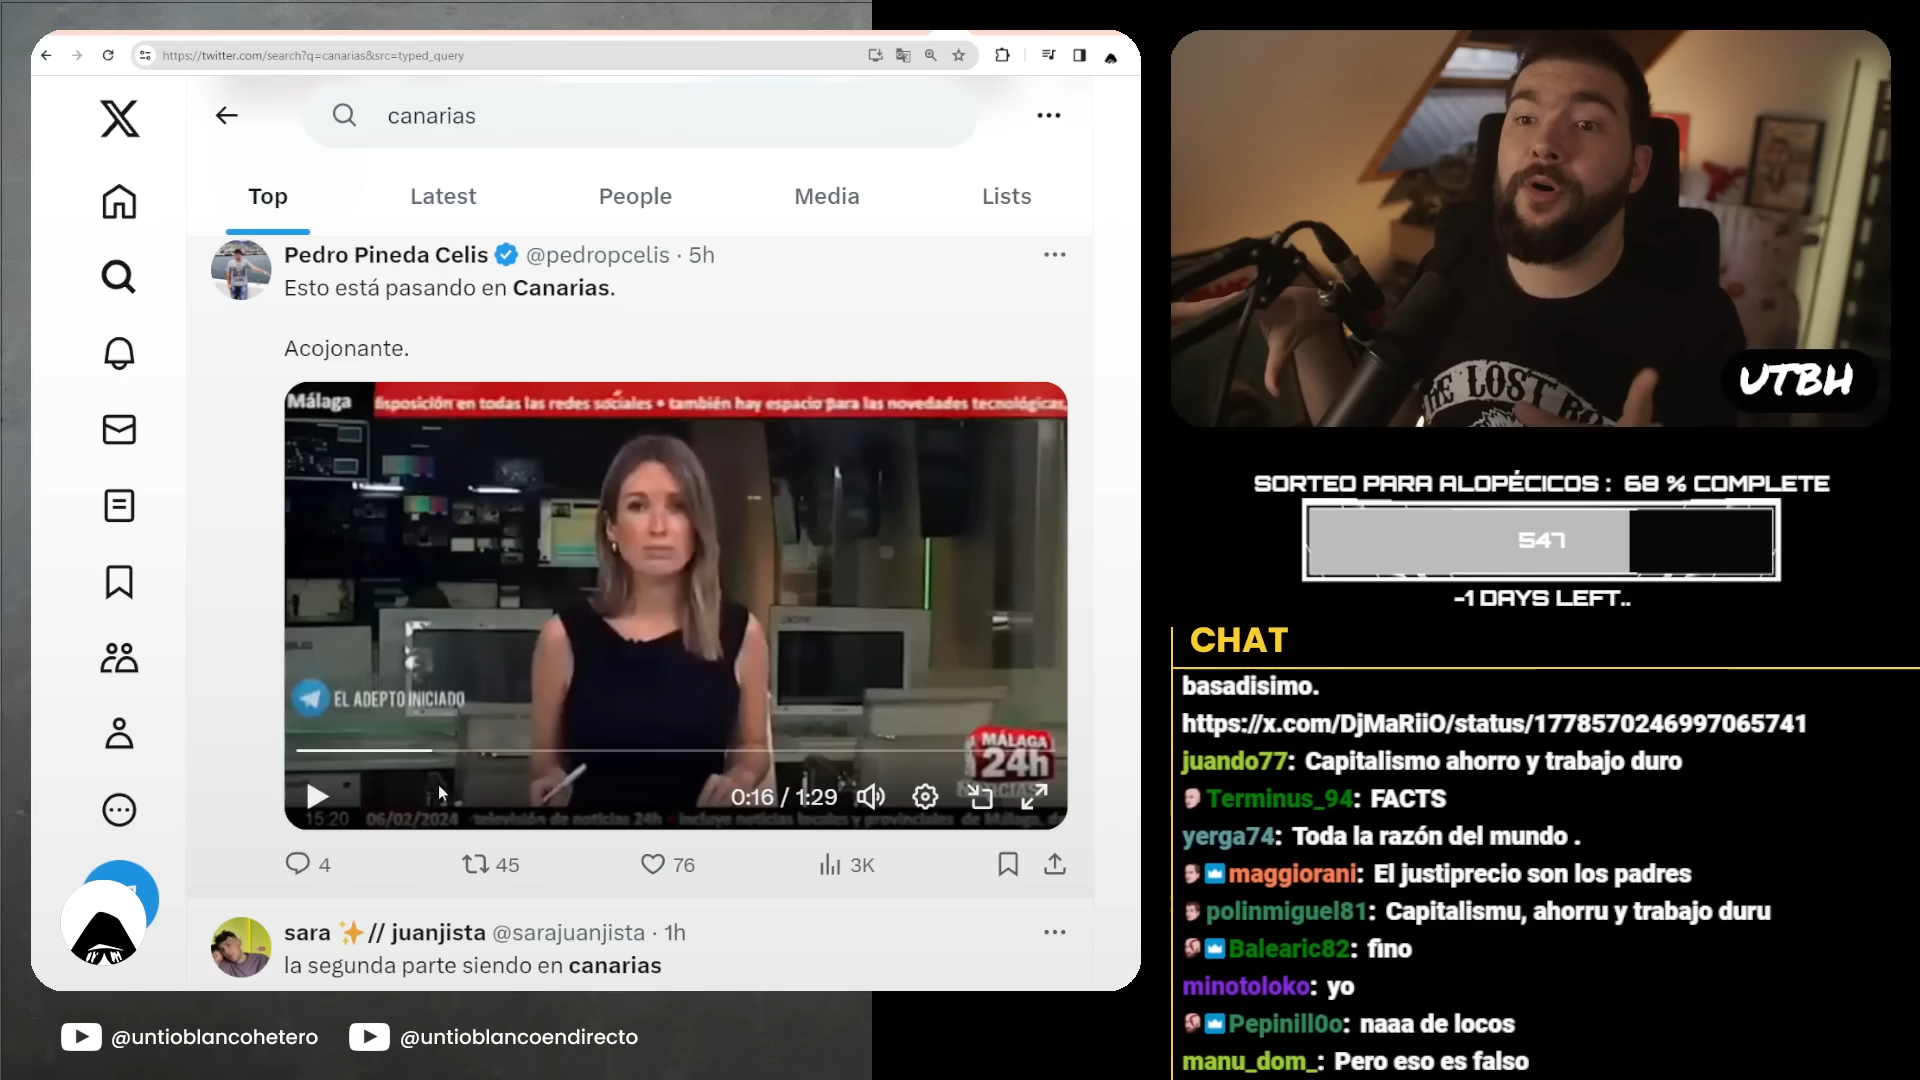 https://twitter.com/search?q=canarias&src=typed_query
canarias
Top Latest People Media Lists
Pedro Pineda Celis @pedropcelis · 5h
Esto está pasando en Canarias.
Acojonante.
Málaga
disposición en todas las redes sociales • también hay espacio para las novedades tecnológicas
EL ADEPTO INICIADO
MÁLAGA
24h
NOTICIAS
0:16 / 1:29
15:20 06/02/2024 televisión de noticias 24h • incluye noticias locales y provinciales de Málaga,
4 45 76 3K
sara ✨ // juanjista @sarajuanjista · 1h
la segunda parte siendo en canarias
@untioblancohetero @untioblancoendirecto
THE LOST BO
UTBH
SORTEO PARA ALOPÉCICOS : 68 % COMPLETE
547
-1 DAYS LEFT..
CHAT
basadisimo.
https://x.com/DjMaRiiO/status/1778570246997065741
juando77: Capitalismo ahorro y trabajo duro
Terminus_94: FACTS
yerga74: Toda la razón del mundo .
maggiorani: El justiprecio son los padres
polinmiguel81: Capitalismu, ahorru y trabajo duru
Balearic82: fino
minotoloko: yo
Pepinill0o: naaa de locos
manu_dom_: Pero eso es falso